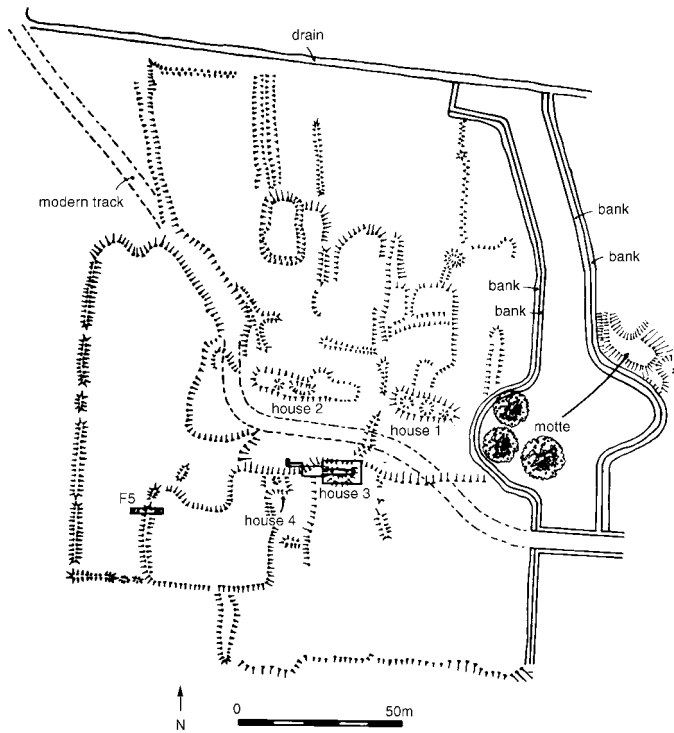 drain
modern track
bank
bank
bank
bank
motte
house 2
house 1
house 3
F5
house 4
0 50m
N